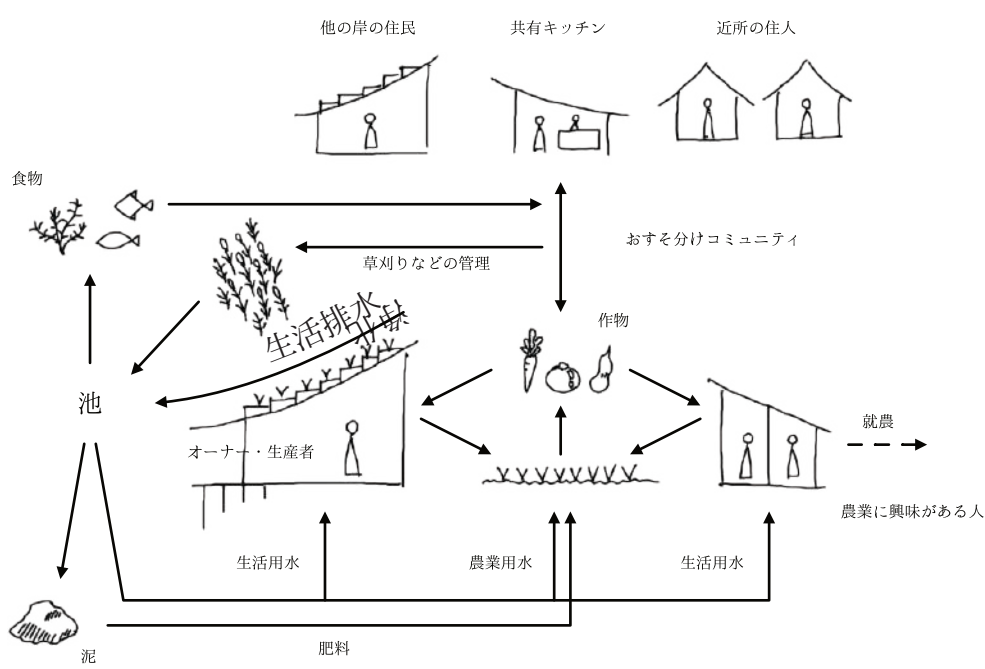 他の岸の住民
共有キッチン
近所の住人
食物
おすそ分けコミュニティ
草刈りなどの管理
生活排水
作物
池
オーナー・生産者
就農
農業に興味がある人
生活用水
農業用水
生活用水
肥料
泥